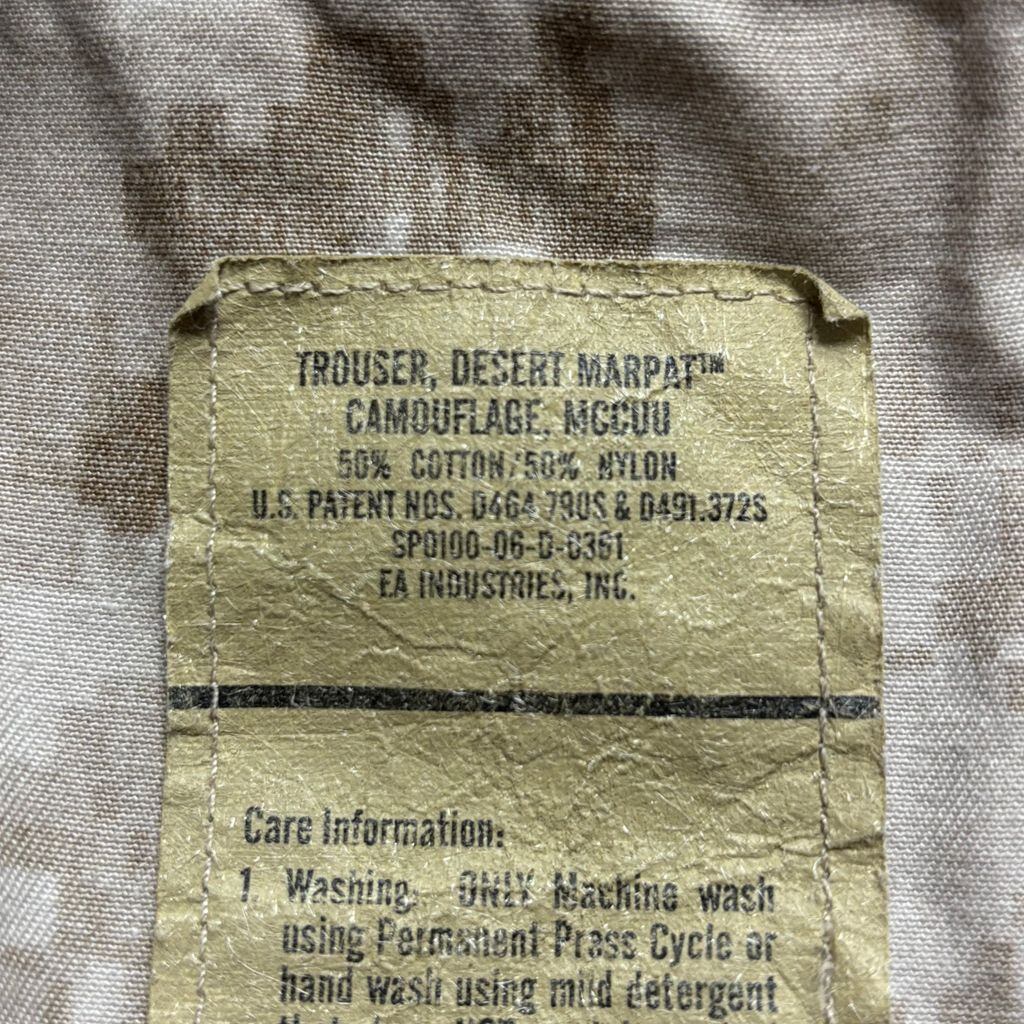 TROUSER, DESERT MARPAT™
CAMOUFLAGE, MCCUU
50% COTTON/50% NYLON
U.S. PATENT NOS. D464,790S & D491,372S
SP0100-06-D-0361
EA INDUSTRIES, INC.
Care Information:
1. Washing: ONLY Machine wash
using Permanent Press Cycle or
hand wash using mild detergent